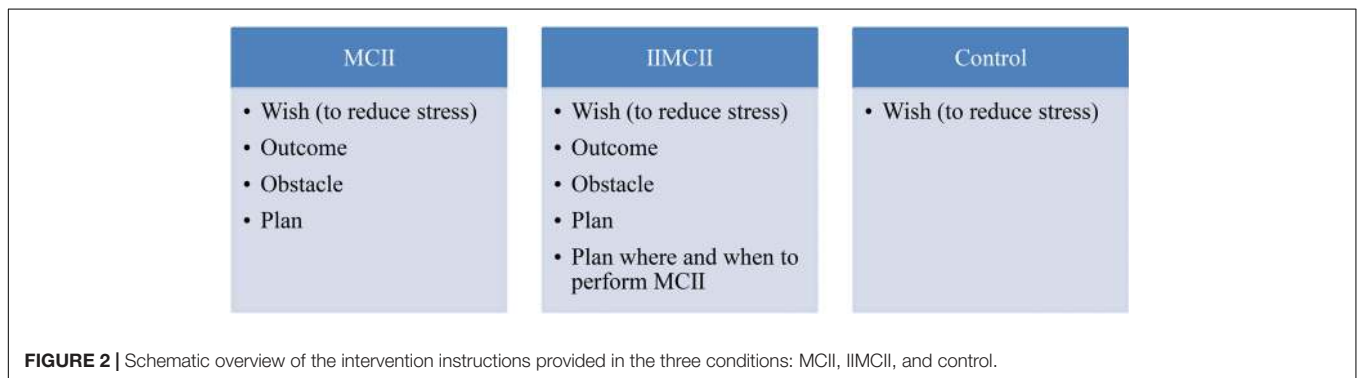 MCII
• Wish (to reduce stress)
• Outcome
• Obstacle
• Plan
IIMCII
• Wish (to reduce stress)
• Outcome
• Obstacle
• Plan
• Plan where and when to
perform MCII
Control
• Wish (to reduce stress)
FIGURE 2 | Schematic overview of the intervention instructions provided in the three conditions: MCII, IIMCII, and control.